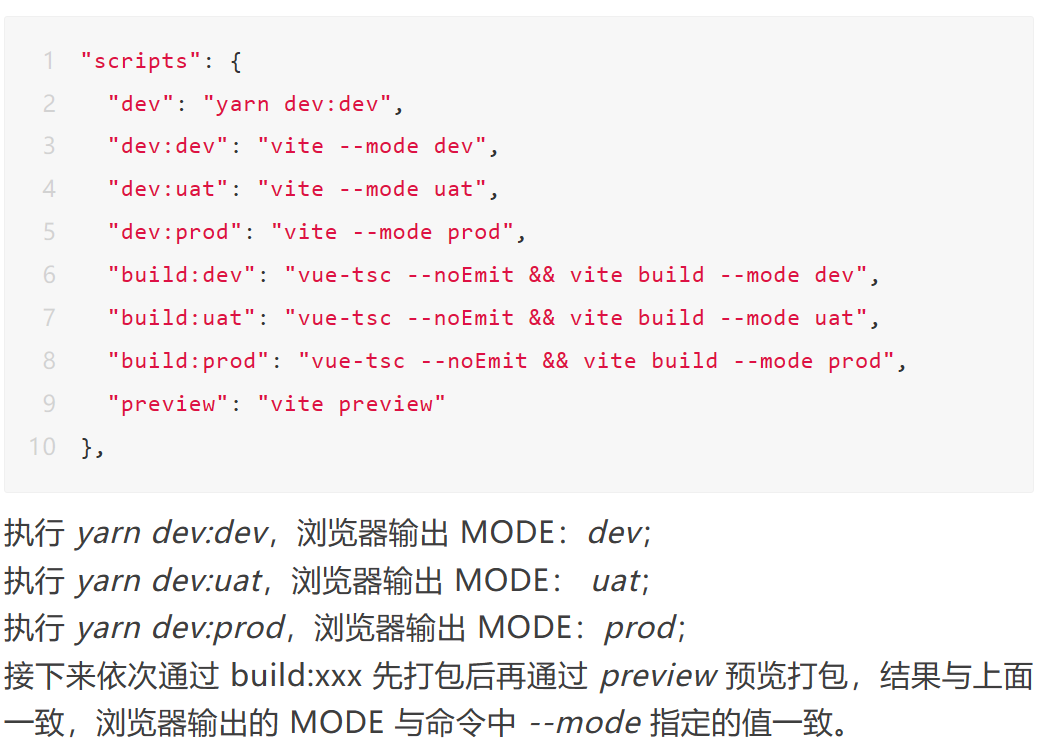 1 "scripts": {
2 "dev": "yarn dev:dev",
3 "dev:dev": "vite --mode dev",
4 "dev:uat": "vite --mode uat",
5 "dev:prod": "vite --mode prod",
6 "build:dev": "vue-tsc --noEmit && vite build --mode dev",
7 "build:uat": "vue-tsc --noEmit && vite build --mode uat",
8 "build:prod": "vue-tsc --noEmit && vite build --mode prod",
9 "preview": "vite preview"
10 },
执行 yarn dev:dev，浏览器输出 MODE：dev；
执行 yarn dev:uat，浏览器输出 MODE： uat；
执行 yarn dev:prod，浏览器输出 MODE：prod；
接下来依次通过 build:xxx 先打包后再通过 preview 预览打包，结果与上面
一致，浏览器输出的 MODE 与命令中 --mode 指定的值一致。